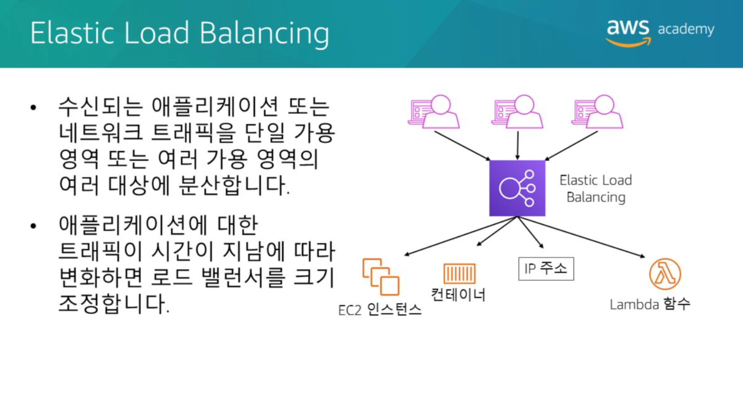 Elastic Load Balancing
aws academy
• 수신되는 애플리케이션 또는
네트워크 트래픽을 단일 가용
영역 또는 여러 가용 영역의
여러 대상에 분산합니다.
• 애플리케이션에 대한
트래픽이 시간이 지남에 따라
변화하면 로드 밸런서를 크기
조정합니다.
Elastic Load
Balancing
EC2 인스턴스
컨테이너
IP 주소
Lambda 함수